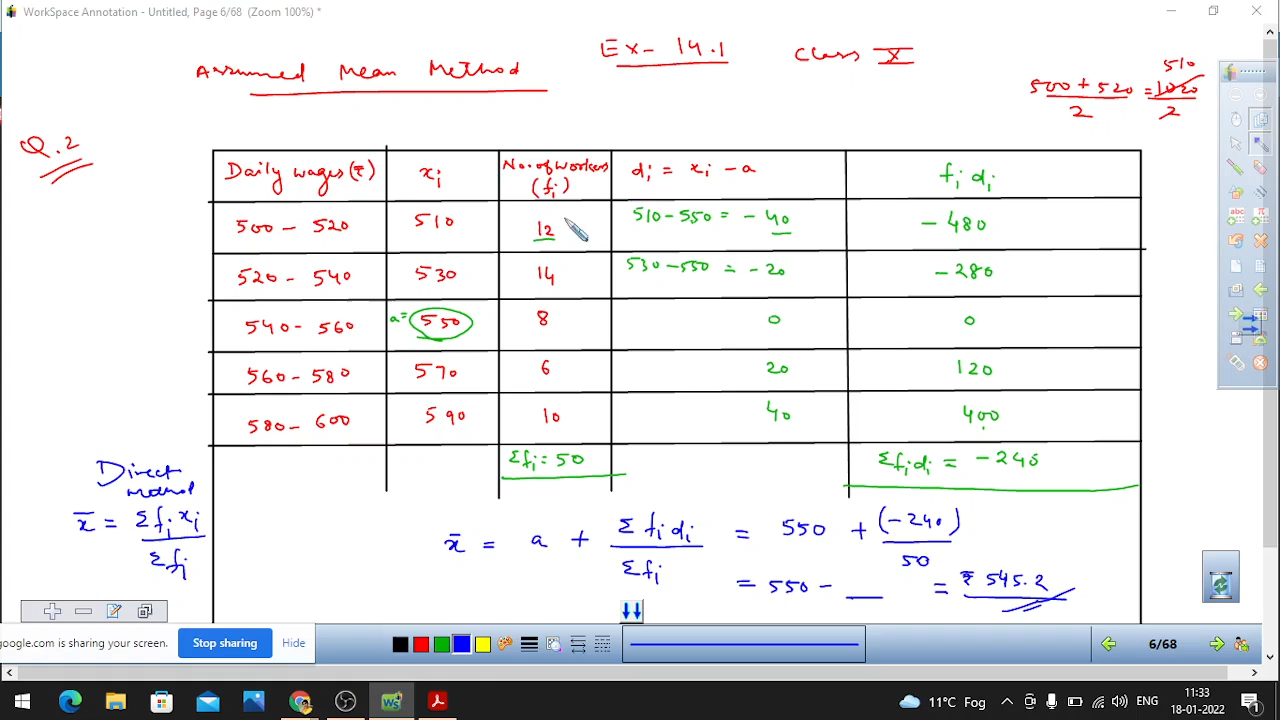 WorkSpace Annotation - Untitled, Page 6/68 (Zoom 100%) *
Ex- 14.1 Class X
Assumed Mean Method
500 + 520 / 2 = 1020 / 2 510
Q.2
Daily wages (₹) xi No. of workers (fi) di = xi - a fi di
500 - 520 510 12 510 - 550 = - 40 - 480
520 - 540 530 14 530 - 550 = - 20 - 280
540 - 560 a = 550 8 0 0
560 - 580 570 6 20 120
580 - 600 590 10 40 400
Σfi = 50 Σfidi = - 240
Direct
method
x̄ = Σfi xi / Σfi
x̄ = a + Σ fi di / Σfi = 550 + (-240) / 50
= 550 - __ = ₹ 545.2
google.com is sharing your screen. Stop sharing Hide
6/68
11°C Fog ENG 11:33
18-01-2022